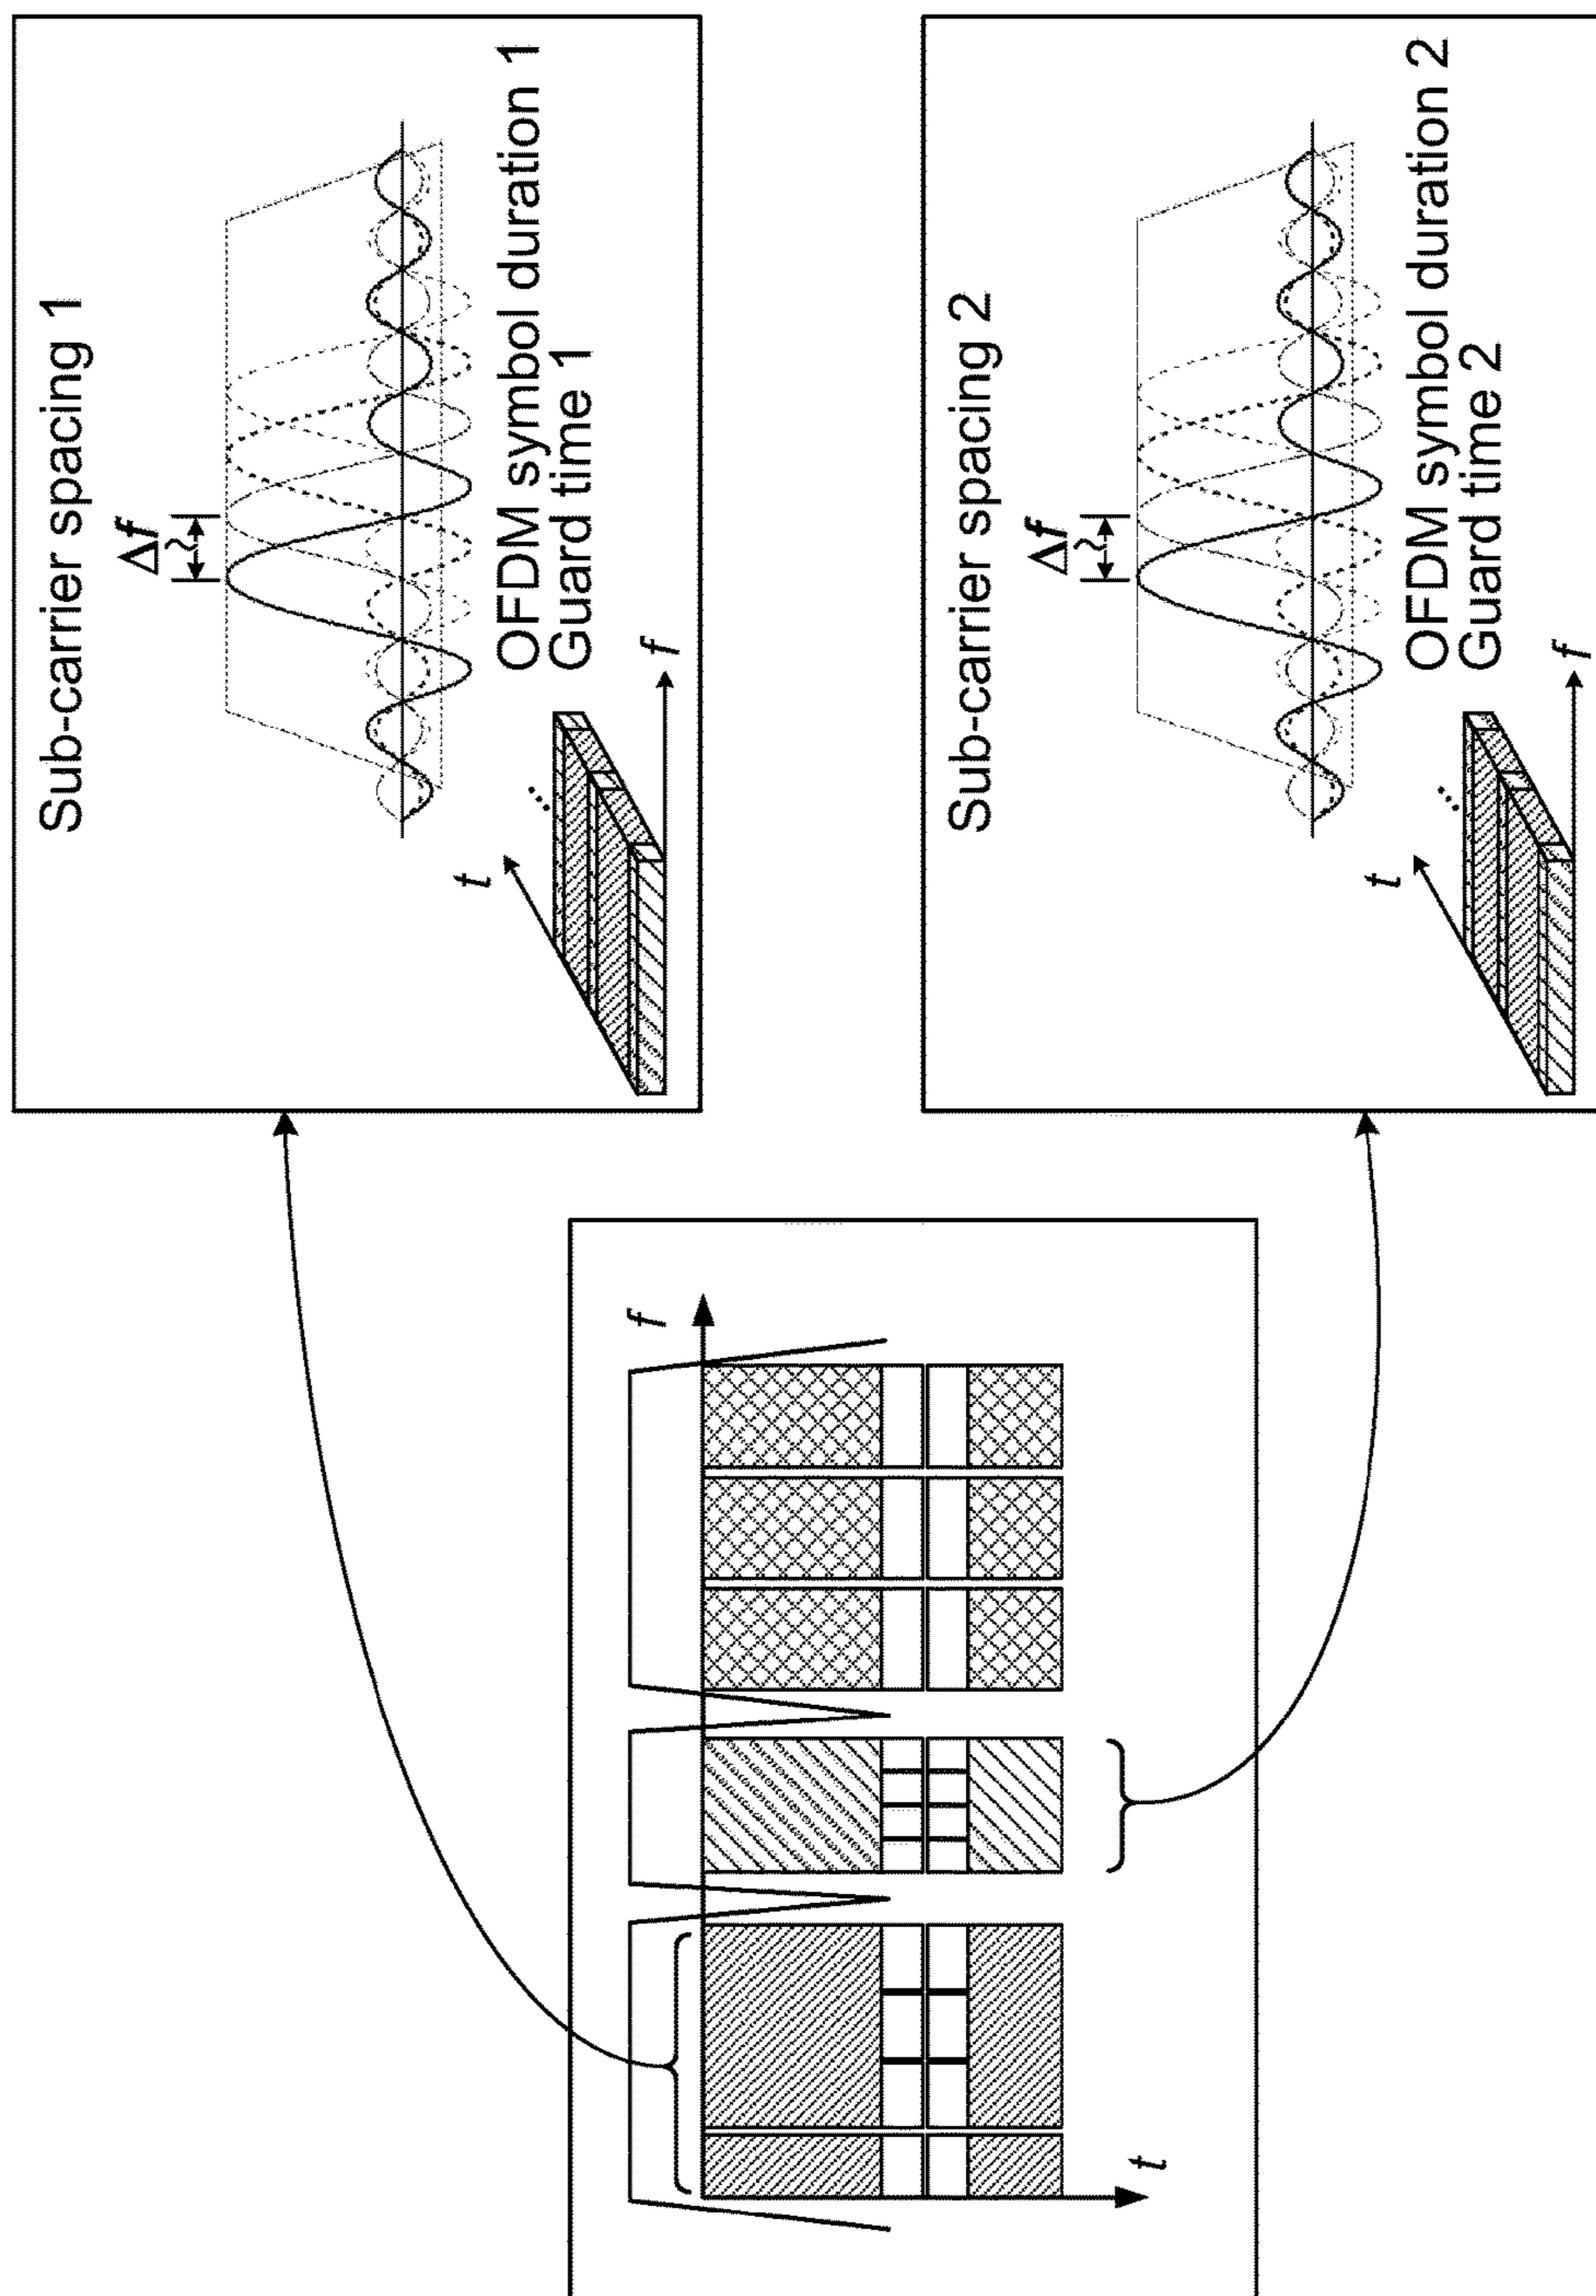 Sub-carrier spacing 1
Δf
OFDM symbol duration 1
Guard time 1
t
f
Sub-carrier spacing 2
Δf
OFDM symbol duration 2
Guard time 2
t
f
f
t